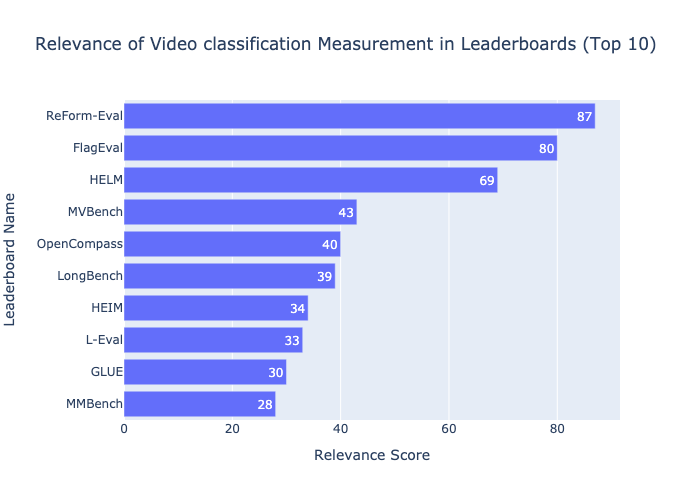 Relevance of Video classification Measurement in Leaderboards (Top 10)
Leaderboard Name
ReForm-Eval 87
FlagEval 80
HELM 69
MVBench 43
OpenCompass 40
LongBench 39
HEIM 34
L-Eval 33
GLUE 30
MMBench 28
0 20 40 60 80
Relevance Score